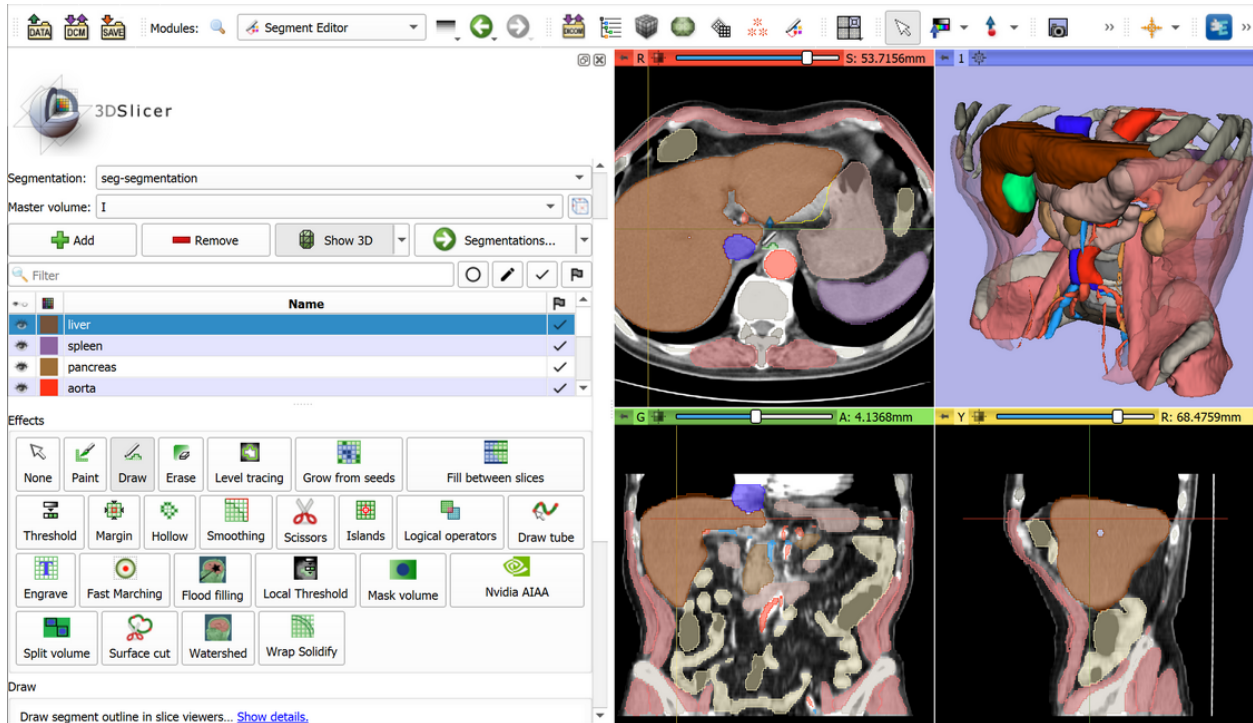 DATA DCM SAVE Modules: Segment Editor DICOM
R S: 53.7156mm 1
3DSlicer
Segmentation: seg-segmentation
Master volume: I
Add Remove Show 3D Segmentations...
Filter
Name
liver
spleen
pancreas
aorta
G A: 4.1368mm Y R: 68.4759mm
Effects
None Paint Draw Erase Level tracing Grow from seeds Fill between slices
Threshold Margin Hollow Smoothing Scissors Islands Logical operators Draw tube
T
Engrave Fast Marching Flood filling Local Threshold Mask volume Nvidia AIAA
Split volume Surface cut Watershed Wrap Solidify
Draw
Draw segment outline in slice viewers... Show details.